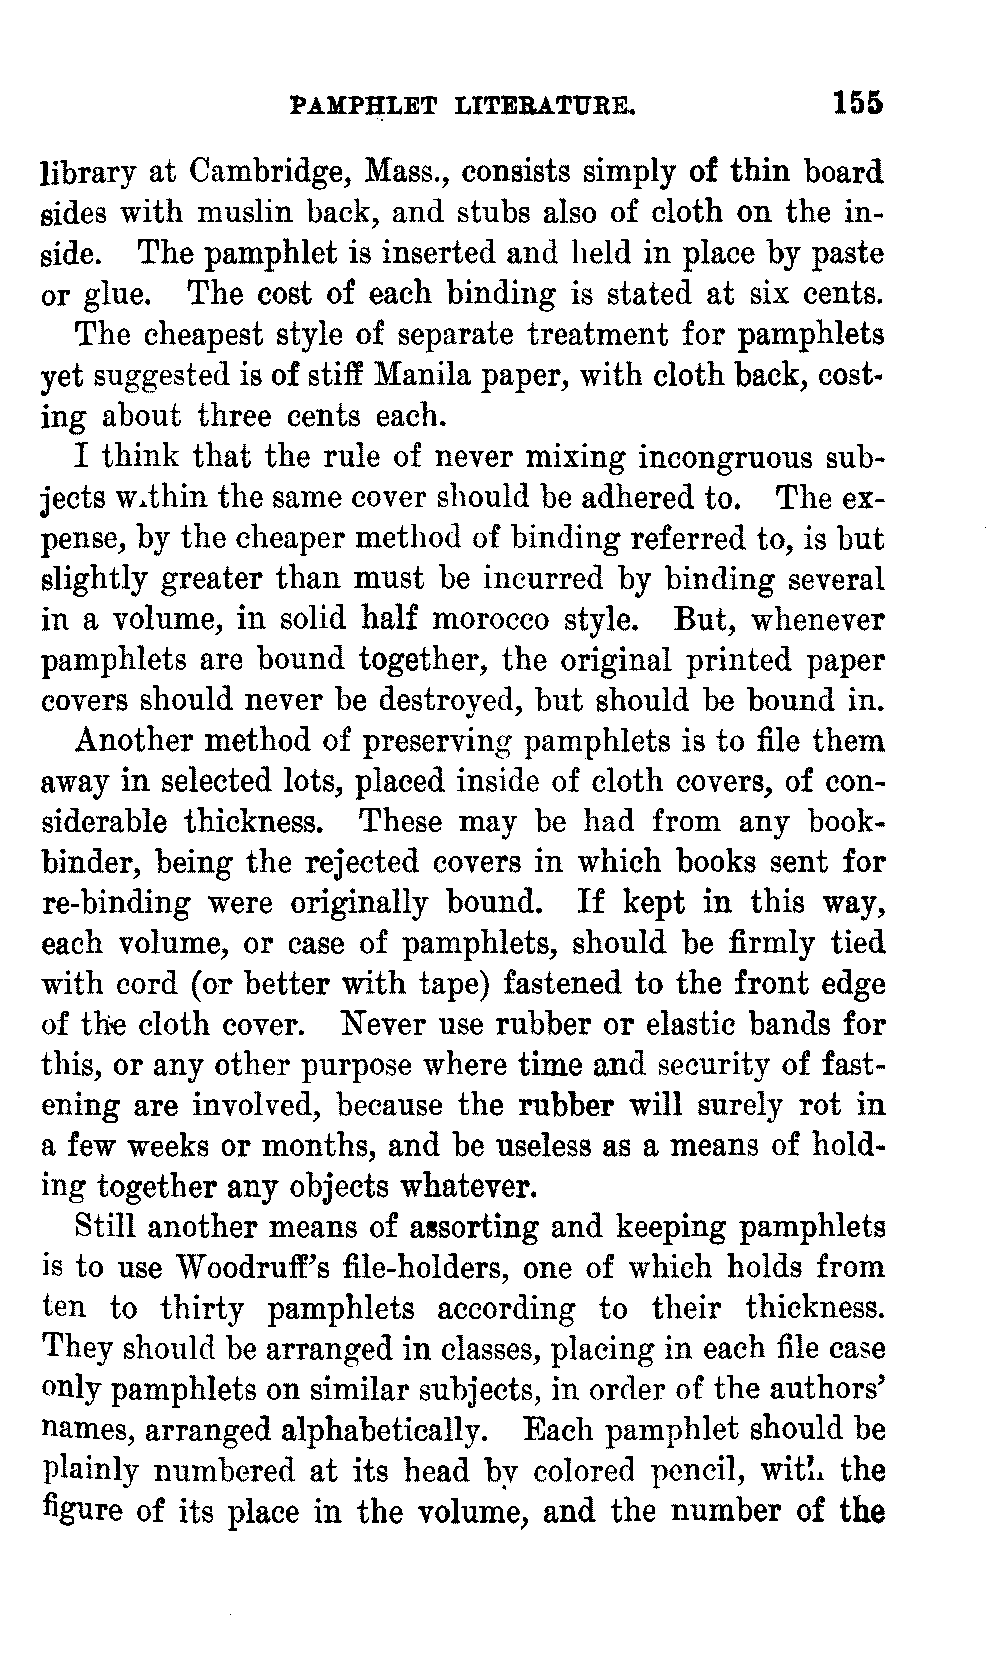 PAMPHLET LITERATURE. 155
library at Cambridge, Mass., consists simply of thin board
sides with muslin back, and stubs also of cloth on the in-
side. The pamphlet is inserted and held in place by paste
or glue. The cost of each binding is stated at six cents.
The cheapest style of separate treatment for pamphlets
yet suggested is of stiff Manila paper, with cloth back, cost-
ing about three cents each.
I think that the rule of never mixing incongruous sub-
jects within the same cover should be adhered to. The ex-
pense, by the cheaper method of binding referred to, is but
slightly greater than must be incurred by binding several
in a volume, in solid half morocco style. But, whenever
pamphlets are bound together, the original printed paper
covers should never be destroyed, but should be bound in.
Another method of preserving pamphlets is to file them
away in selected lots, placed inside of cloth covers, of con-
siderable thickness. These may be had from any book-
binder, being the rejected covers in which books sent for
re-binding were originally bound. If kept in this way,
each volume, or case of pamphlets, should be firmly tied
with cord (or better with tape) fastened to the front edge
of the cloth cover. Never use rubber or elastic bands for
this, or any other purpose where time and security of fast-
ening are involved, because the rubber will surely rot in
a few weeks or months, and be useless as a means of hold-
ing together any objects whatever.
Still another means of assorting and keeping pamphlets
is to use Woodruff's file-holders, one of which holds from
ten to thirty pamphlets according to their thickness.
They should be arranged in classes, placing in each file case
only pamphlets on similar subjects, in order of the authors'
names, arranged alphabetically. Each pamphlet should be
plainly numbered at its head by colored pencil, with the
figure of its place in the volume, and the number of the